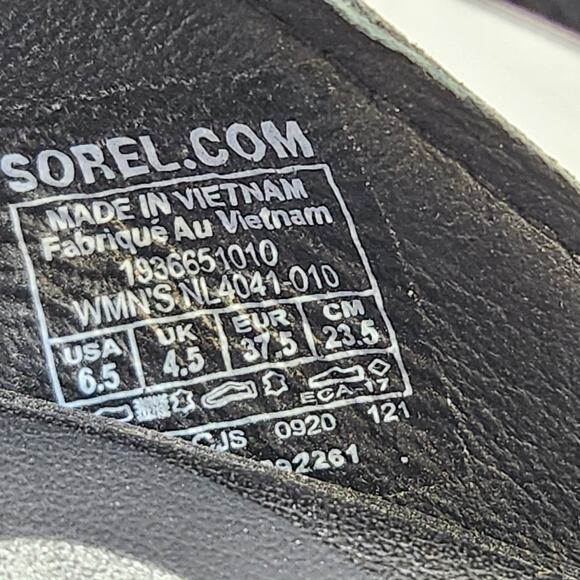 SOREL.COM
MADE IN VIETNAM
Fabriqué Au Vietnam
1936651010
WMN'S NL4041-010
USA UK EUR CM
6.5 4.5 37.5 23.5
ECA 17
CJS 0920 121
92261